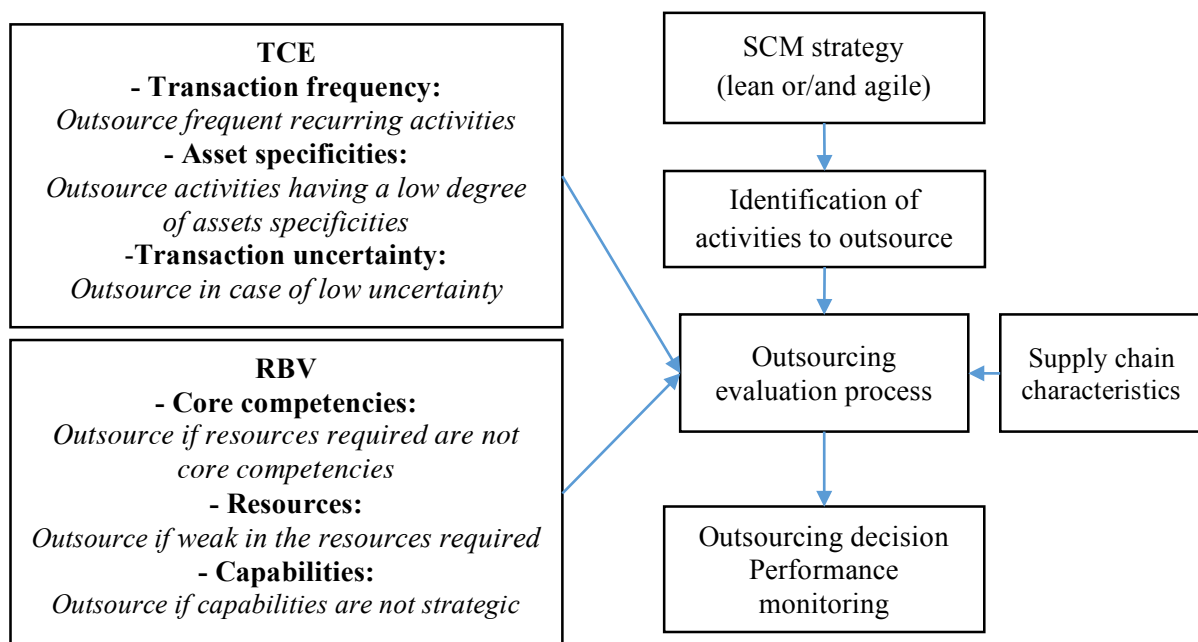 TCE
- Transaction frequency:
Outsource frequent recurring activities
- Asset specificities:
Outsource activities having a low degree
of assets specificities
-Transaction uncertainty:
Outsource in case of low uncertainty
RBV
- Core competencies:
Outsource if resources required are not
core competencies
- Resources:
Outsource if weak in the resources required
- Capabilities:
Outsource if capabilities are not strategic
SCM strategy
(lean or/and agile)
Identification of
activities to outsource
Outsourcing
evaluation process
Supply chain
characteristics
Outsourcing decision
Performance
monitoring